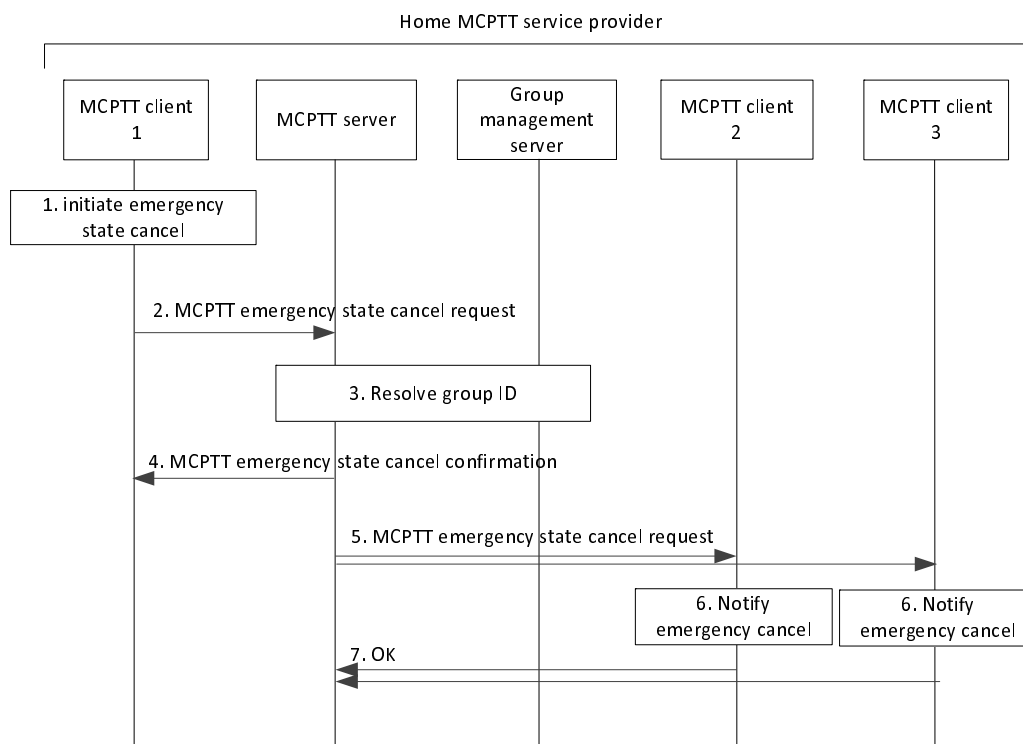 Home MCPTT service provider
MCPTT client
1
MCPTT server
Group
management
server
MCPTT client
2
MCPTT client
3
1. initiate emergency
state cancel
2. MCPTT emergency state cancel request
3. Resolve group ID
4. MCPTT emergency state cancel confirmation
5. MCPTT emergency state cancel request
6. Notify
emergency cancel
6. Notify
emergency cancel
7. OK